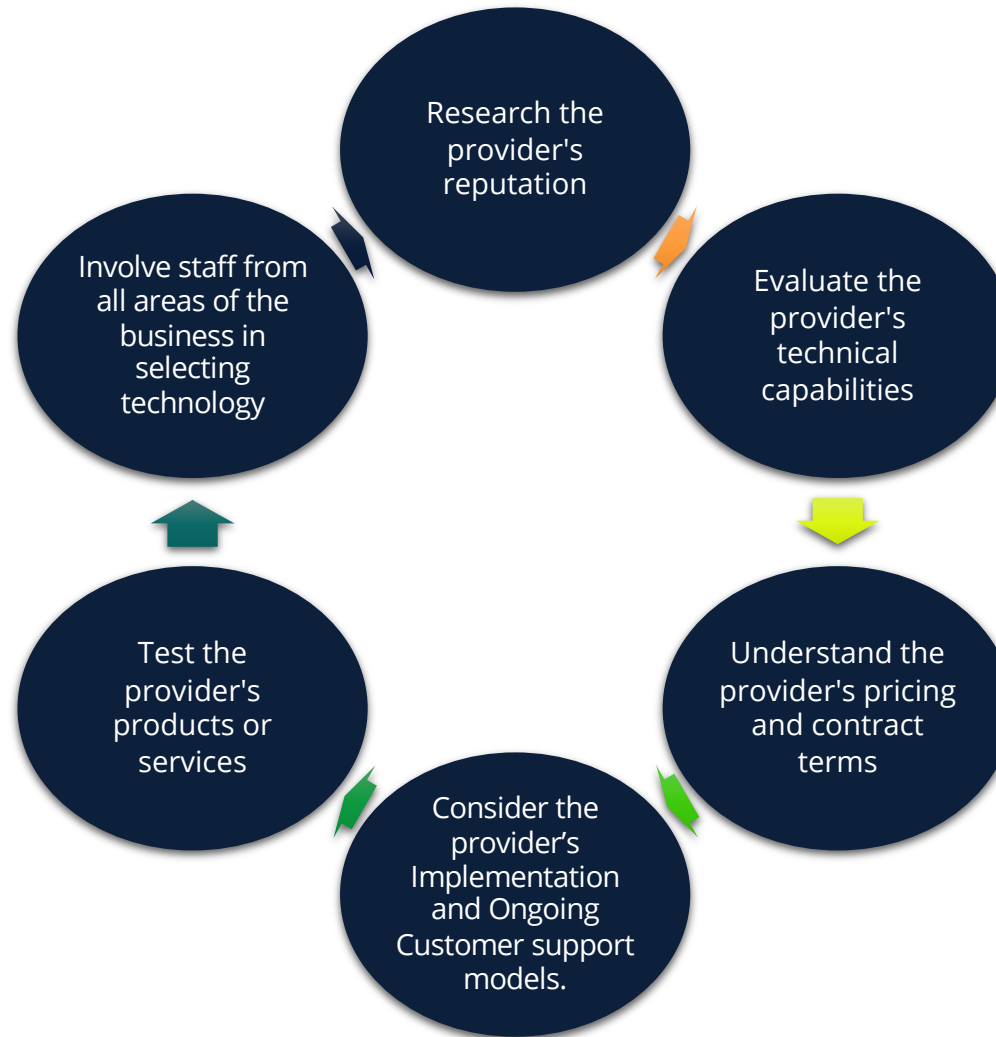 Research the
provider's
reputation
Evaluate the
provider's
technical
capabilities
Understand the
provider's pricing
and contract
terms
Consider the
provider’s
Implementation
and Ongoing
Customer support
models.
Test the
provider's
products or
services
Involve staff from
all areas of the
business in
selecting
technology